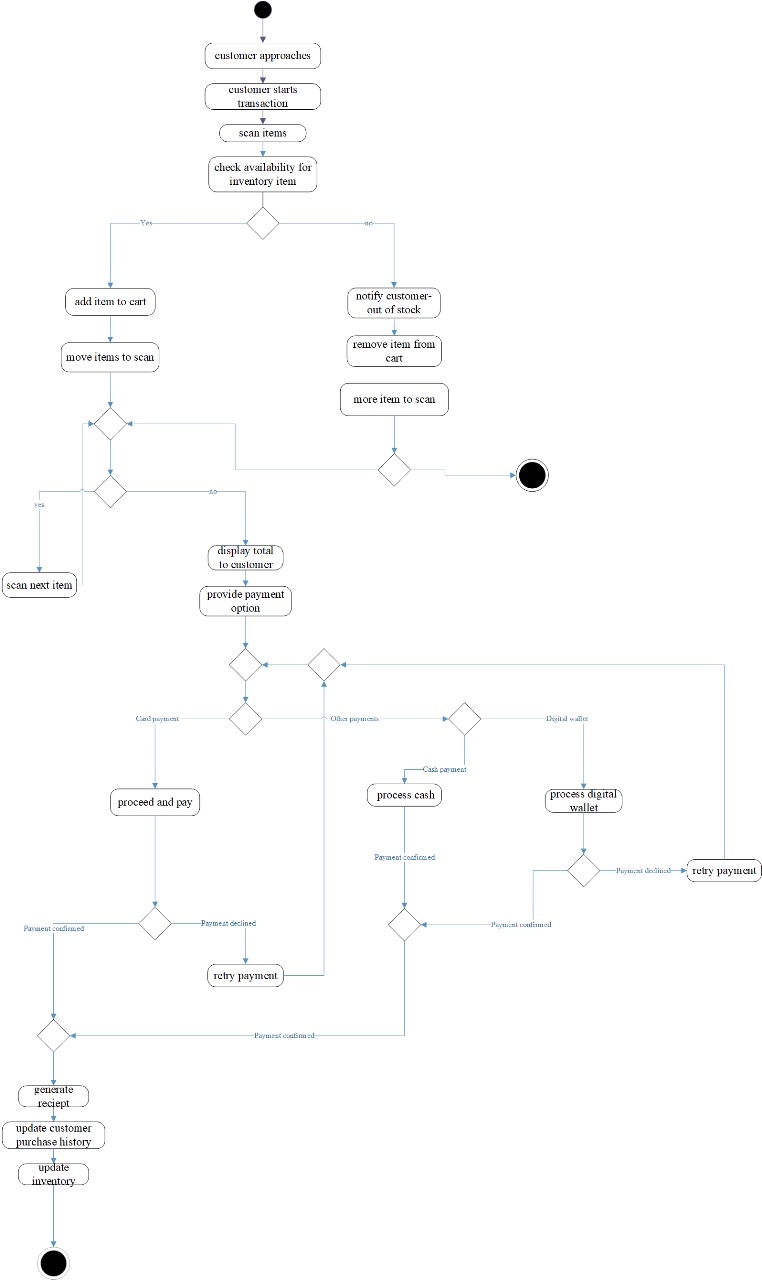 customer approaches
customer starts
transaction
scan items
check availability for
inventory item
Yes
no
add item to cart
notify customer-
out of stock
move items to scan
remove item from
cart
more item to scan
yes
no
scan next item
display total
to customer
provide payment
option
Card payment
Other payments
Digital wallet
Cash payment
proceed and pay
process cash
process digital
wallet
Payment confirmed
Payment declined
retry payment
Payment confirmed
Payment declined
Payment confirmed
retry payment
Payment confirmed
generate
reciept
update customer
purchase history
update
inventory